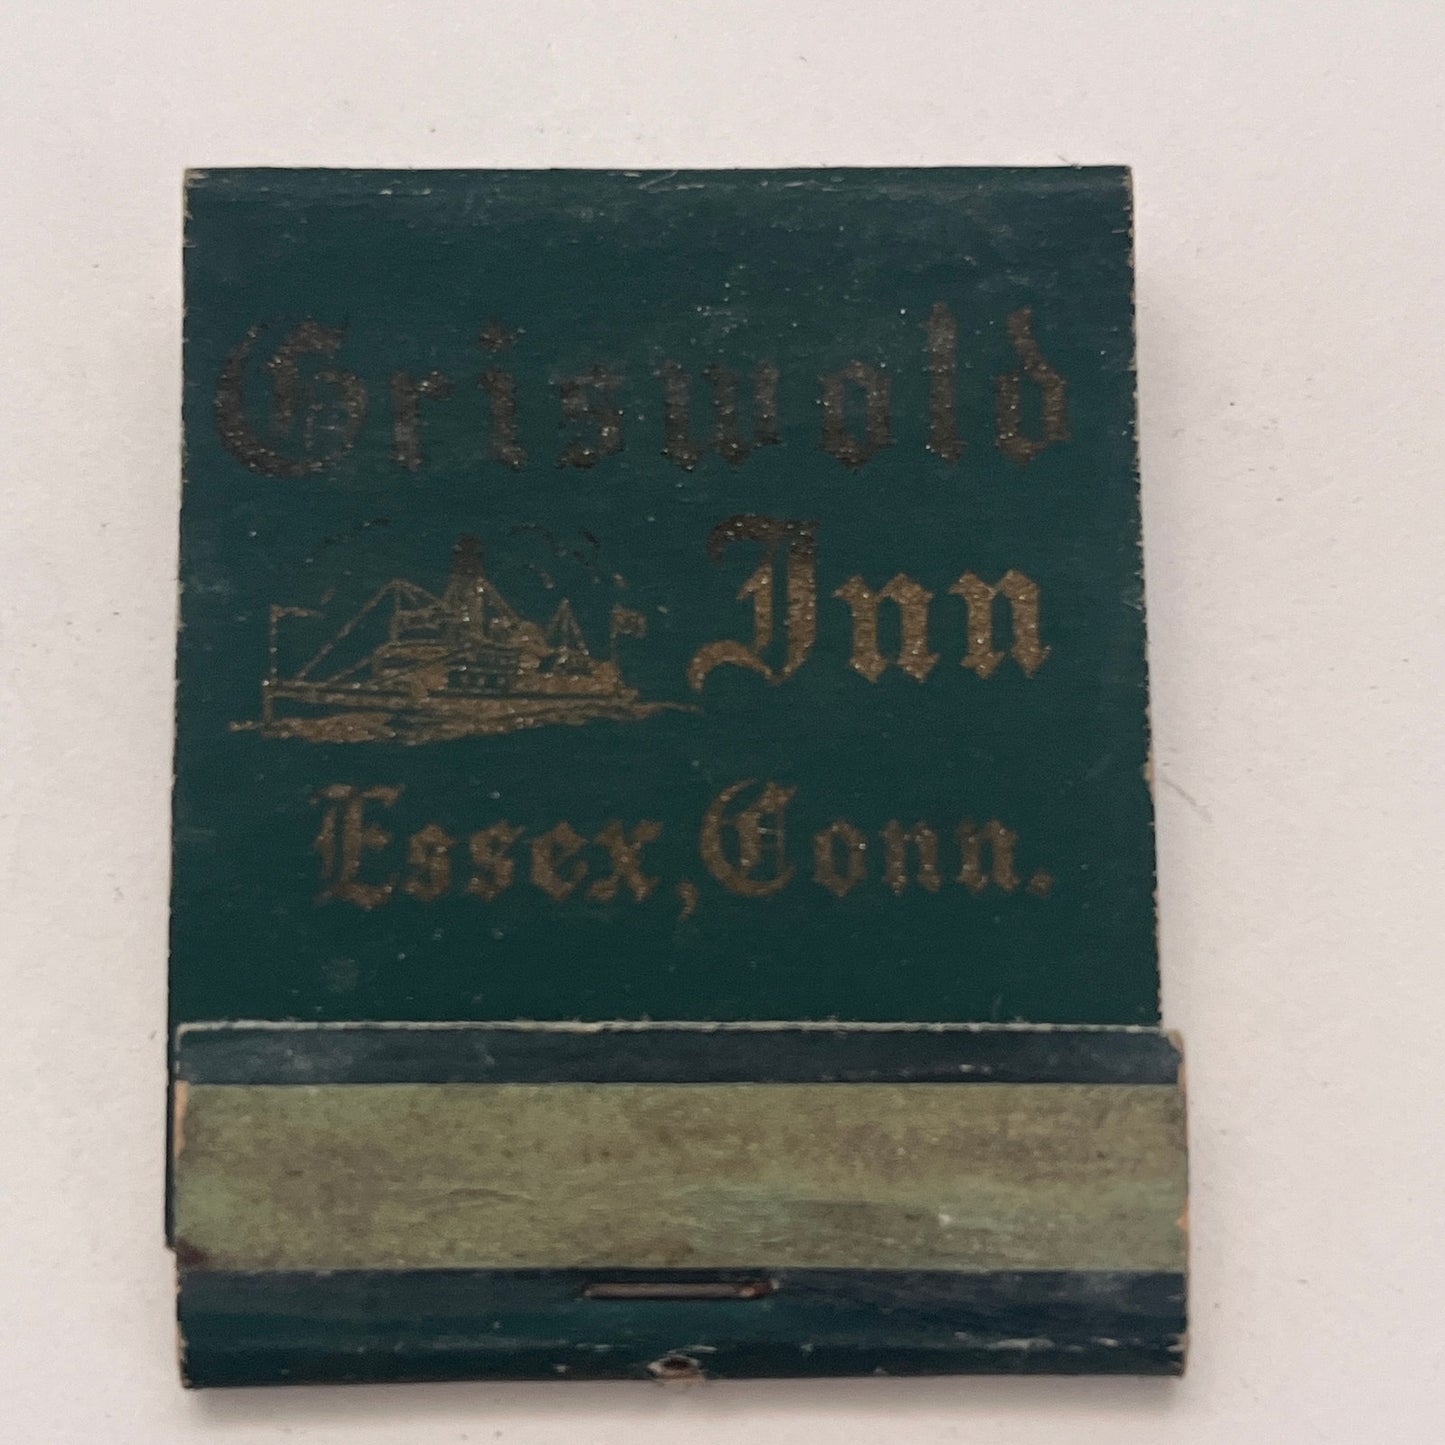 Griswold
Inn
Essex, Conn.